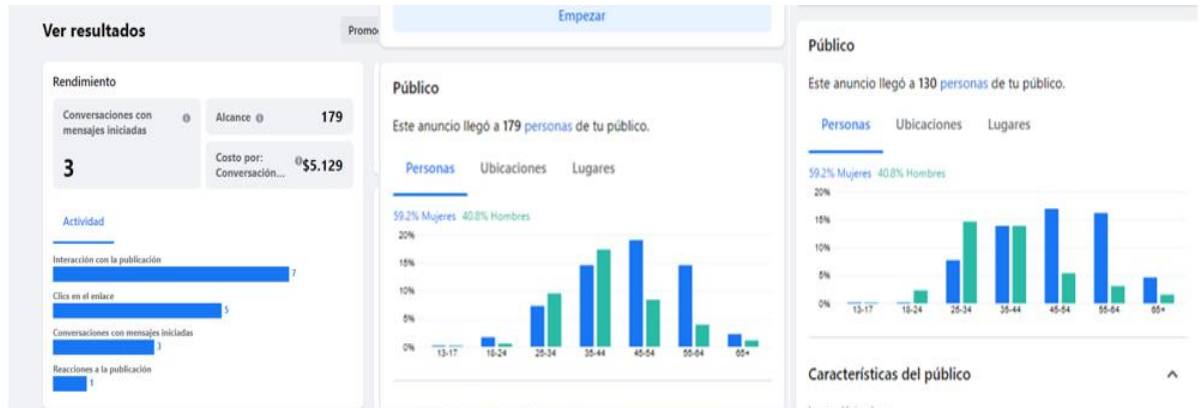 Ver resultados
Promo
Rendimiento
Conversaciones con
mensajes iniciadas
3
Alcance
179
Costo por:
Conversación...
$5.129
Actividad
Interacción con la publicación
7
Clics en el enlace
5
Conversaciones con mensajes iniciadas
3
Reacciones a la publicación
1
Empezar
Público
Este anuncio llegó a 179 personas de tu público.
Personas Ubicaciones Lugares
59.2% Mujeres 40.8% Hombres
20%
15%
10%
5%
0%
13-17 18-24 25-34 35-44 45-54 55-64 65+
Público
Este anuncio llegó a 130 personas de tu público.
Personas Ubicaciones Lugares
59.2% Mujeres 40.8% Hombres
20%
15%
10%
5%
0%
13-17 18-24 25-34 35-44 45-54 55-64 65+
Características del público